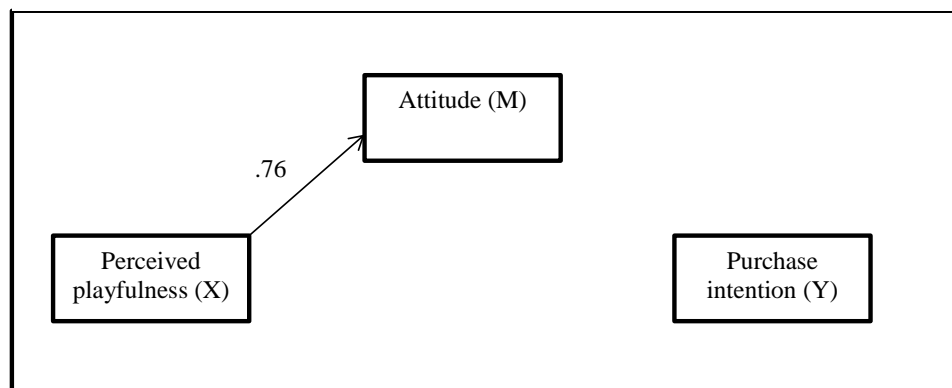 Attitude (M)
.76
Perceived
playfulness (X)
Purchase
intention (Y)